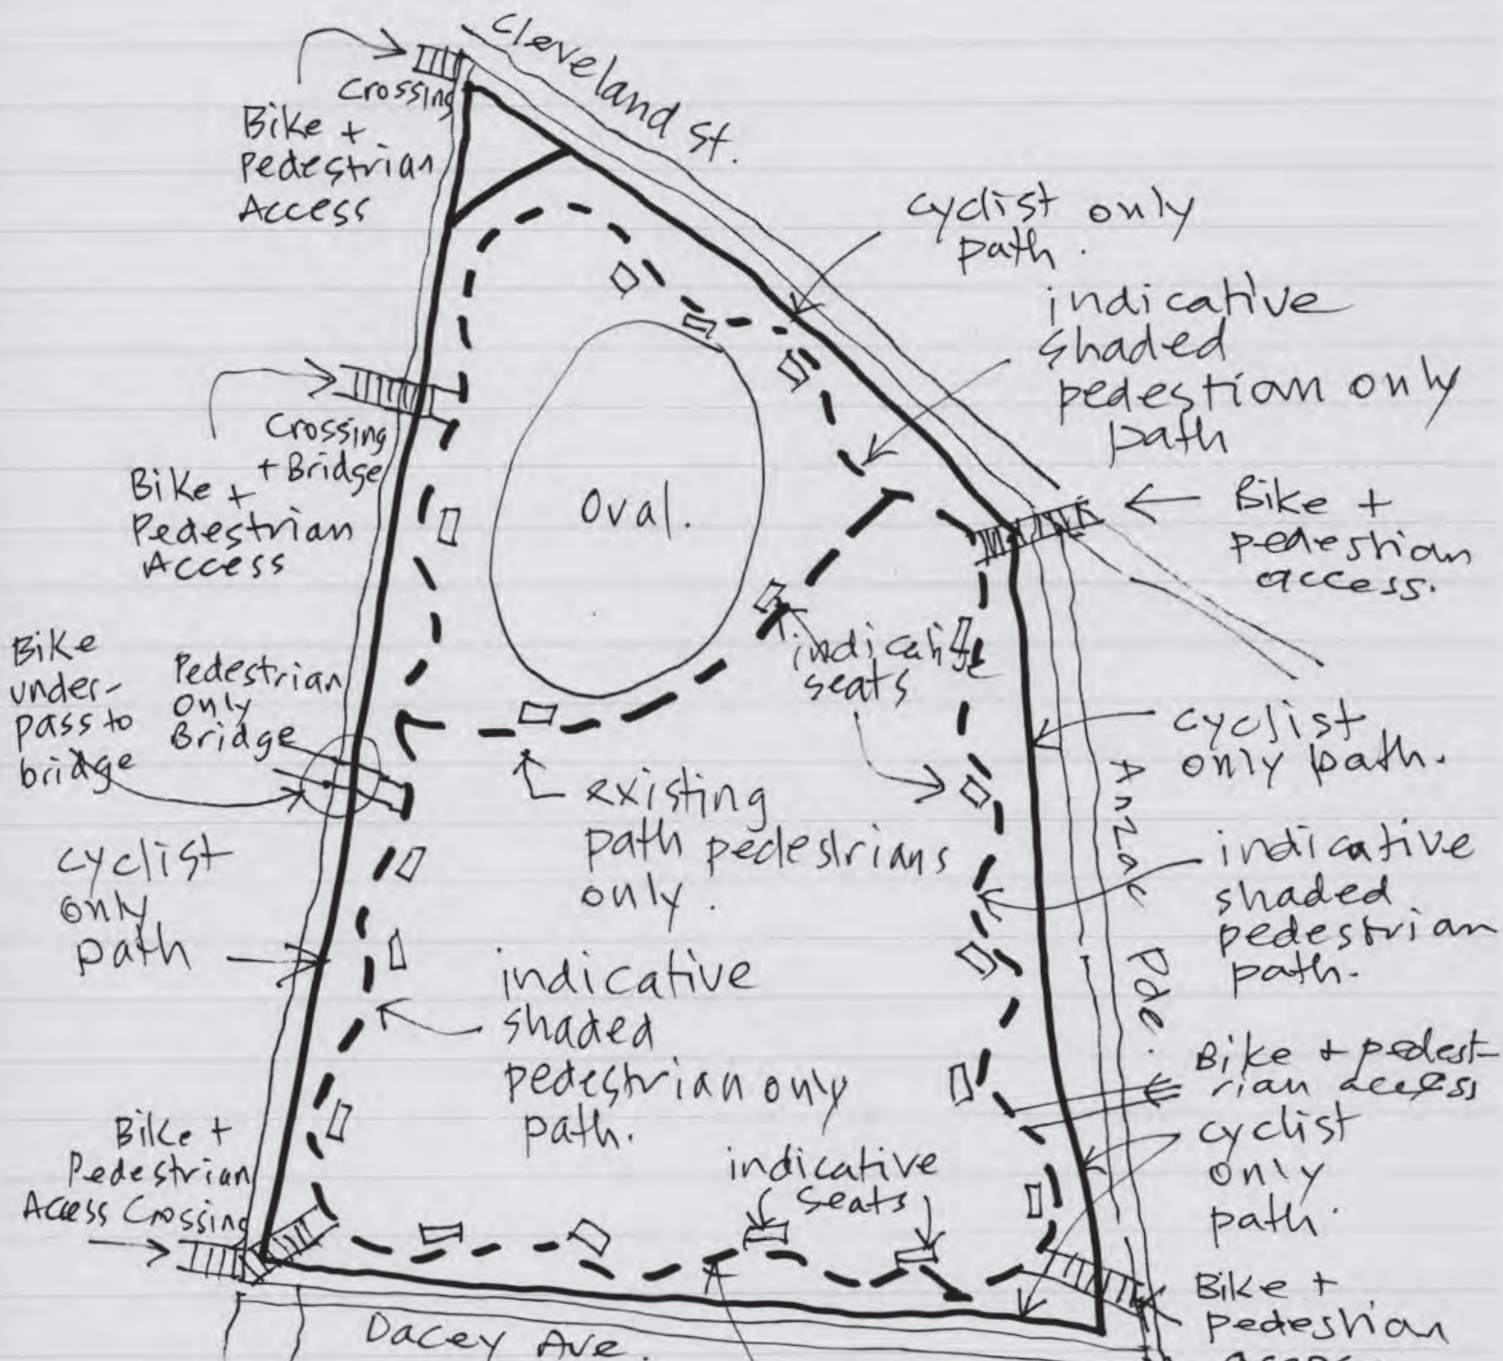 Cleveland St.
Crossing
Bike +
Pedestrian
Access
cyclist only
path.
indicative
shaded
pedestian only
path
Crossing
+ Bridge
Bike +
Pedestrian
Access
Oval.
Bike +
pedestrian
access.
Bike
under-
pass to
bridge
Pedestrian
only
Bridge
indicative
seats
cyclist
only path.
Anzac Pde.
existing
path pedestrians
only.
cyclist
only
path
indicative
shaded
pedestrian
path.
indicative
shaded
pedestrian only
path.
Bike + pedest-
rian access
cyclist
only
path.
Bike +
Pedestrian
Access Crossing
indicative
seats
Bike +
pedestrian
Dacey Ave.